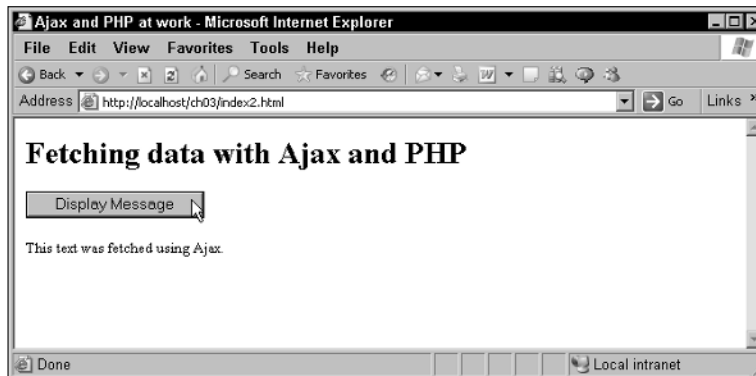 Ajax and PHP at work - Microsoft Internet Explorer
File Edit View Favorites Tools Help
Back Search Favorites
Address http://localhost/ch03/index2.html Go Links »
Fetching data with Ajax and PHP
Display Message
This text was fetched using Ajax.
Done Local intranet